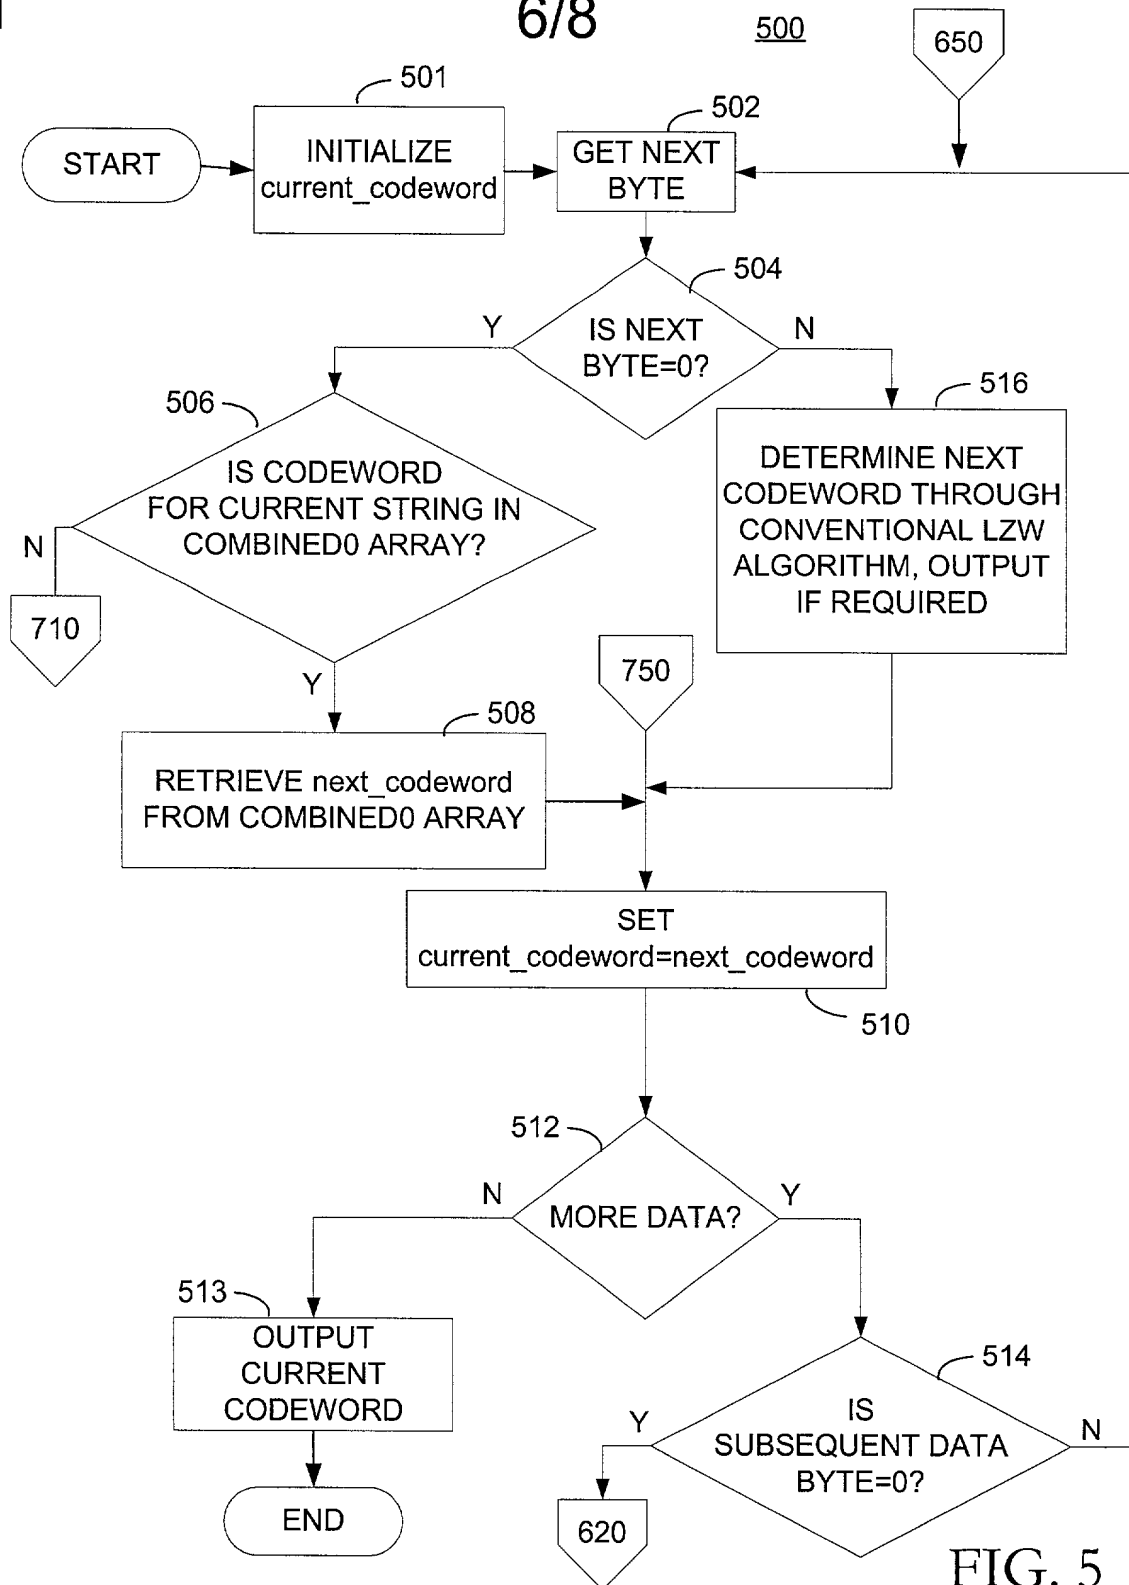 6/8
500
650
501
502
START
INITIALIZE
current_codeword
GET NEXT
BYTE
504
Y
IS NEXT
BYTE=0?
N
506
516
IS CODEWORD
FOR CURRENT STRING IN
COMBINED0 ARRAY?
N
DETERMINE NEXT
CODEWORD THROUGH
CONVENTIONAL LZW
ALGORITHM, OUTPUT
IF REQUIRED
710
750
Y
508
RETRIEVE next_codeword
FROM COMBINED0 ARRAY
SET
current_codeword=next_codeword
510
512
N
MORE DATA?
Y
513
OUTPUT
CURRENT
CODEWORD
514
Y
IS
SUBSEQUENT DATA
BYTE=0?
N
END
620
FIG. 5